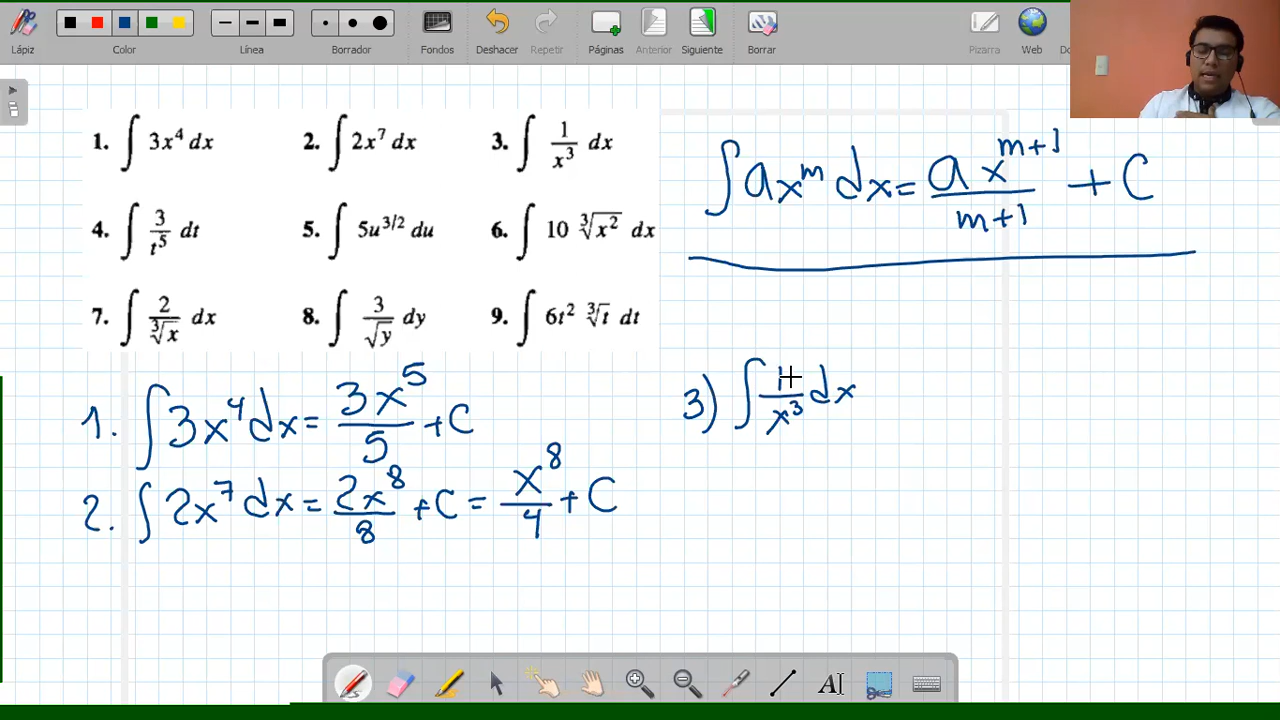 Lápiz Color Línea Borrador Fondos Deshacer Repetir Páginas Anterior Siguiente Borrar Pizarra Web
1. ∫ 3x⁴ dx 2. ∫ 2x⁷ dx 3. ∫ 1/x³ dx
4. ∫ 3/t⁵ dt 5. ∫ 5u^{3/2} du 6. ∫ 10 ∛x² dx
7. ∫ 2/∛x dx 8. ∫ 3/√y dy 9. ∫ 6t² ∛t dt
∫ax^m dx = ax^{m+1}/m+1 + C
1. ∫3x⁴dx = 3x⁵/5 + C
2. ∫2x⁷dx = 2x⁸/8 + C = x⁸/4 + C
3) ∫ 1/x³ dx
A